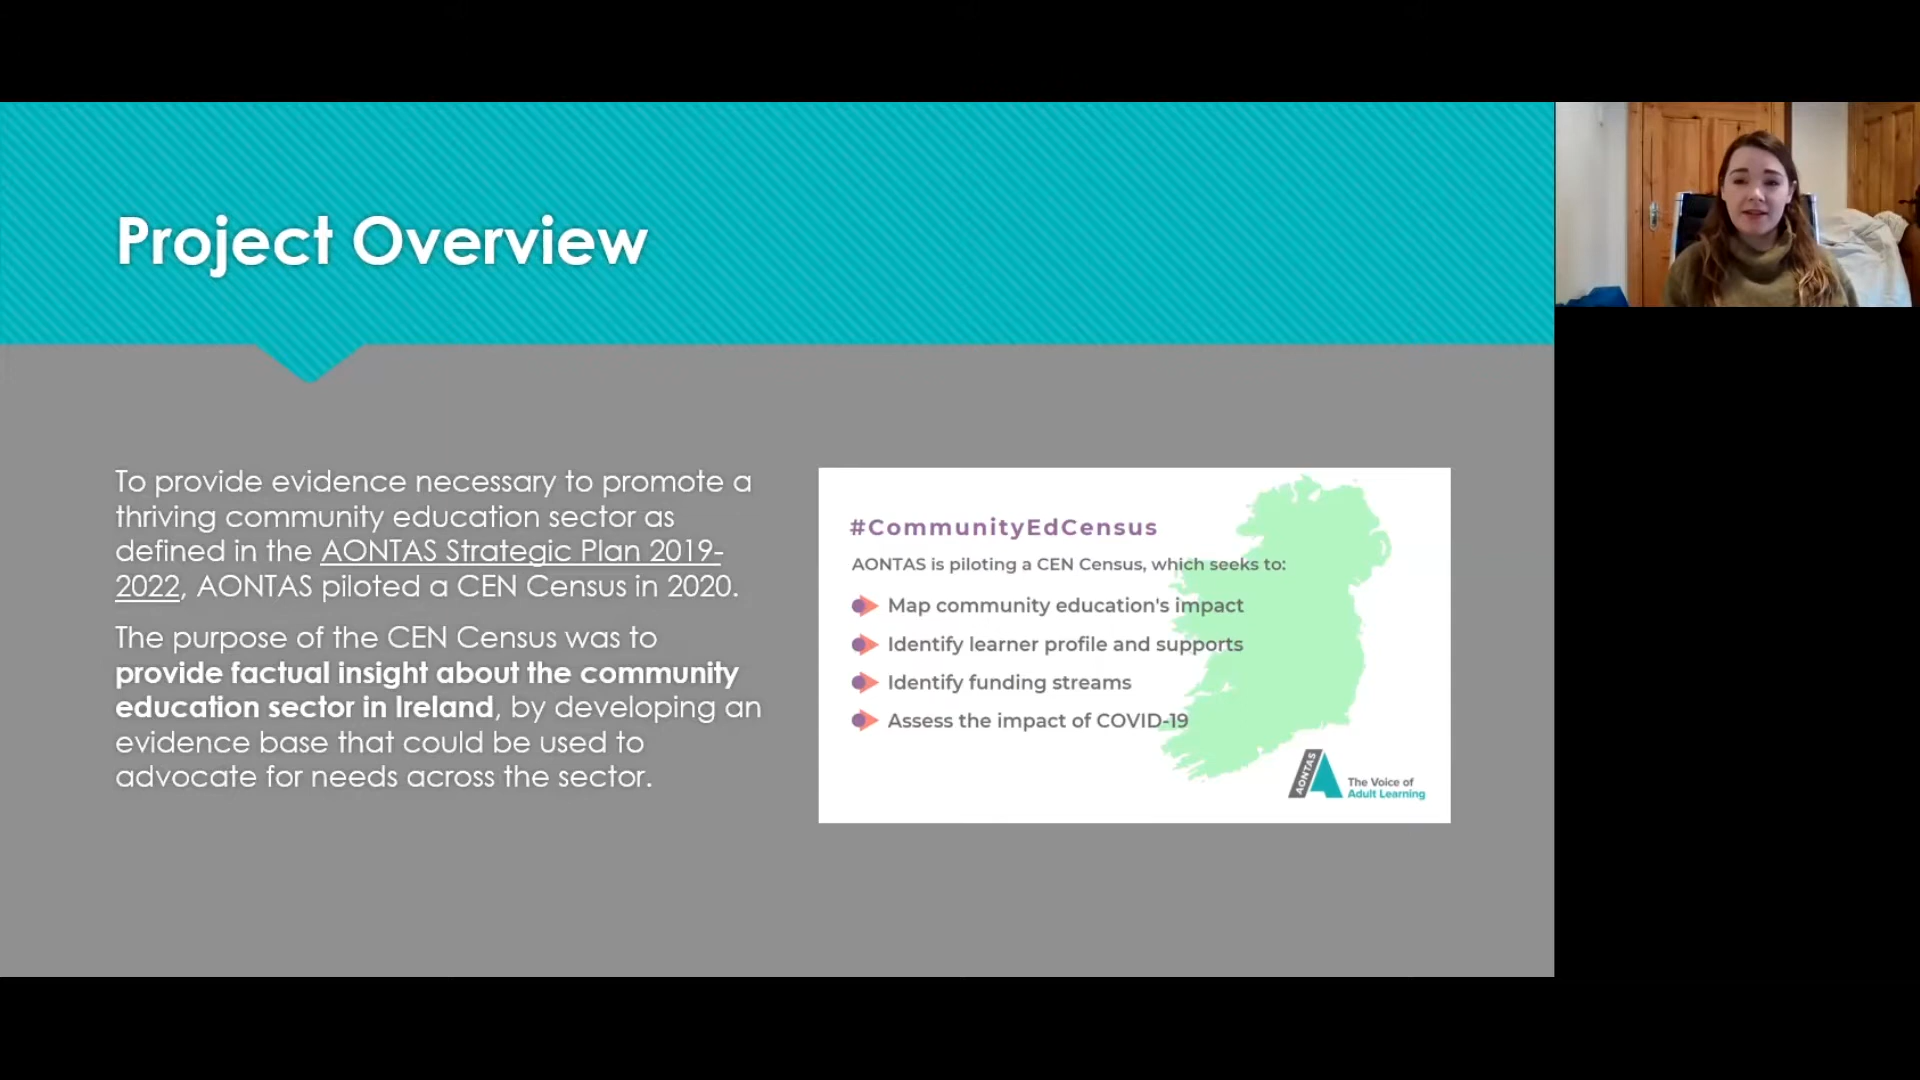 Project Overview
To provide evidence necessary to promote a
thriving community education sector as
defined in the AONTAS Strategic Plan 2019-
2022, AONTAS piloted a CEN Census in 2020.
The purpose of the CEN Census was to
provide factual insight about the community
education sector in Ireland, by developing an
evidence base that could be used to
advocate for needs across the sector.
#CommunityEdCensus
AONTAS is piloting a CEN Census, which seeks to:
Map community education's impact
Identify learner profile and supports
Identify funding streams
Assess the impact of COVID-19
AONTAS
The Voice of
Adult Learning